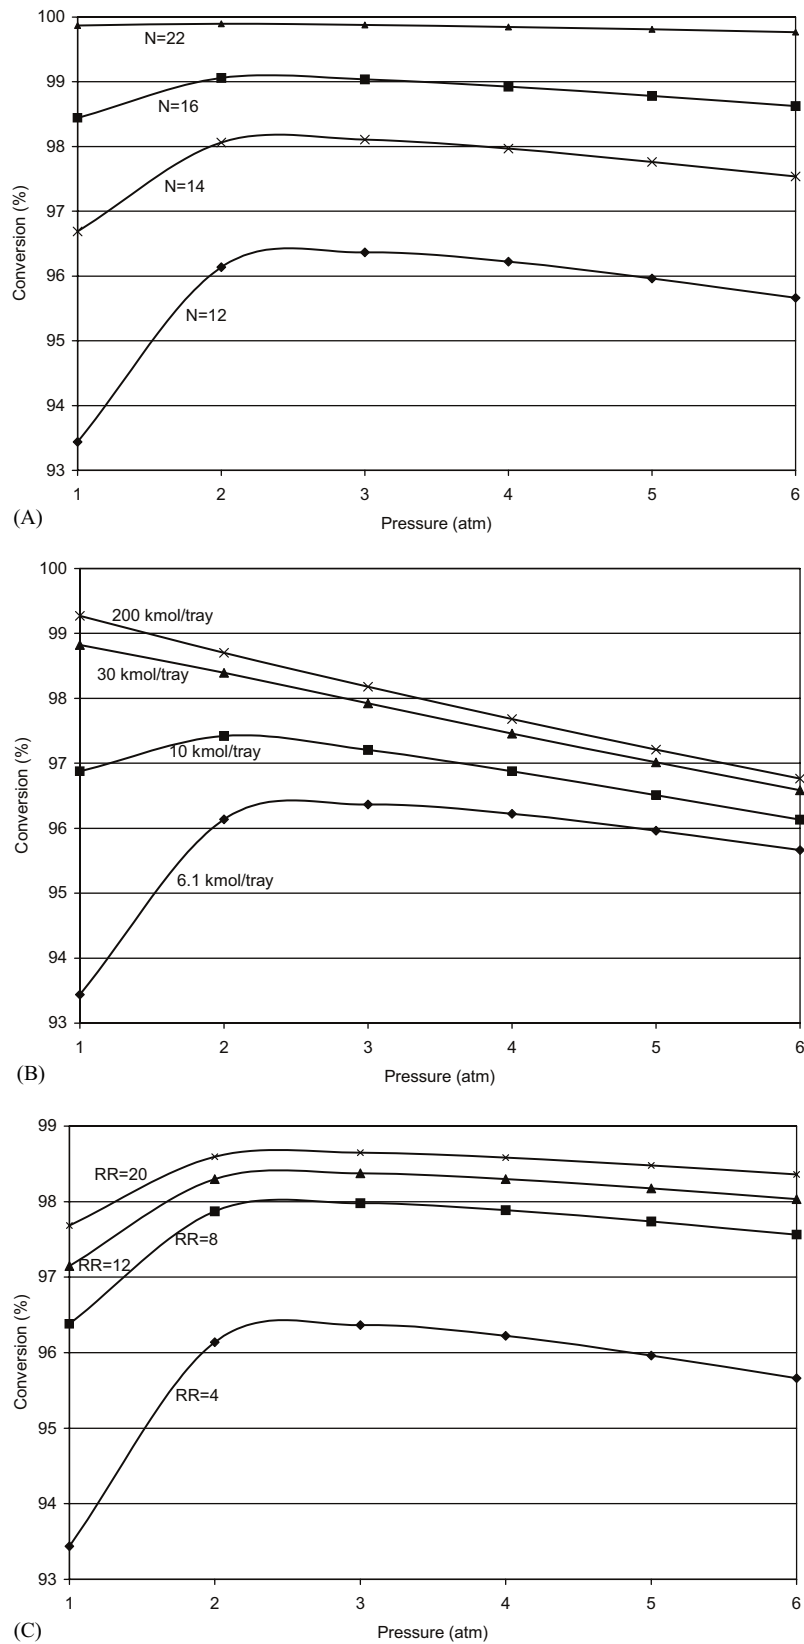 100
N=22
99
N=16
98
N=14
97
Conversion (%)
96
N=12
95
94
93
1 2 3 4 5 6
Pressure (atm)
(A)
100
200 kmol/tray
99
30 kmol/tray
98
10 kmol/tray
97
Conversion (%)
96
6.1 kmol/tray
95
94
93
1 2 3 4 5 6
Pressure (atm)
(B)
99
RR=20
98
RR=8
RR=12
97
Conversion (%)
96
RR=4
95
94
93
1 2 3 4 5 6
Pressure (atm)
(C)